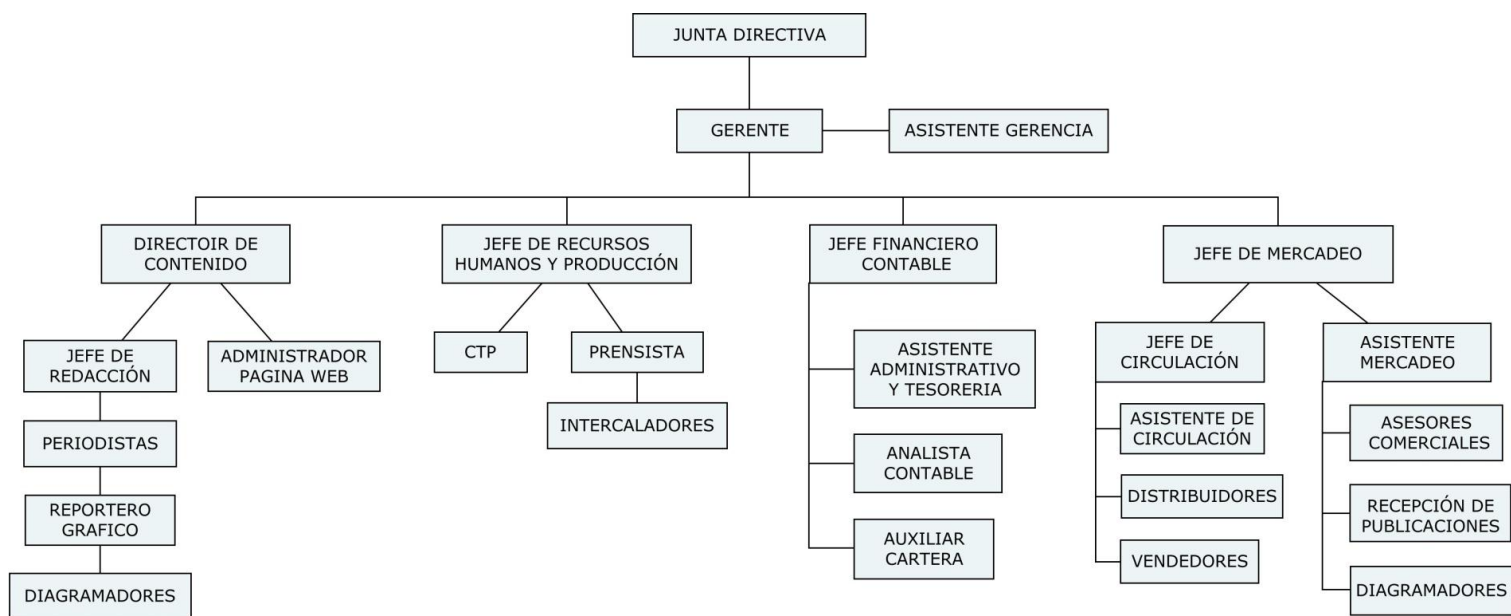 JUNTA DIRECTIVA
GERENTE
ASISTENTE GERENCIA
DIRECTOIR DE
CONTENIDO
JEFE DE RECURSOS
HUMANOS Y PRODUCCIÓN
JEFE FINANCIERO
CONTABLE
JEFE DE MERCADEO
JEFE DE
REDACCIÓN
ADMINISTRADOR
PAGINA WEB
PERIODISTAS
REPORTERO
GRAFICO
DIAGRAMADORES
CTP
PRENSISTA
INTERCALADORES
ASISTENTE
ADMINISTRATIVO
Y TESORERIA
ANALISTA
CONTABLE
AUXILIAR
CARTERA
JEFE DE
CIRCULACIÓN
ASISTENTE DE
CIRCULACIÓN
DISTRIBUIDORES
VENDEDORES
ASISTENTE
MERCADEO
ASESORES
COMERCIALES
RECEPCIÓN DE
PUBLICACIONES
DIAGRAMADORES